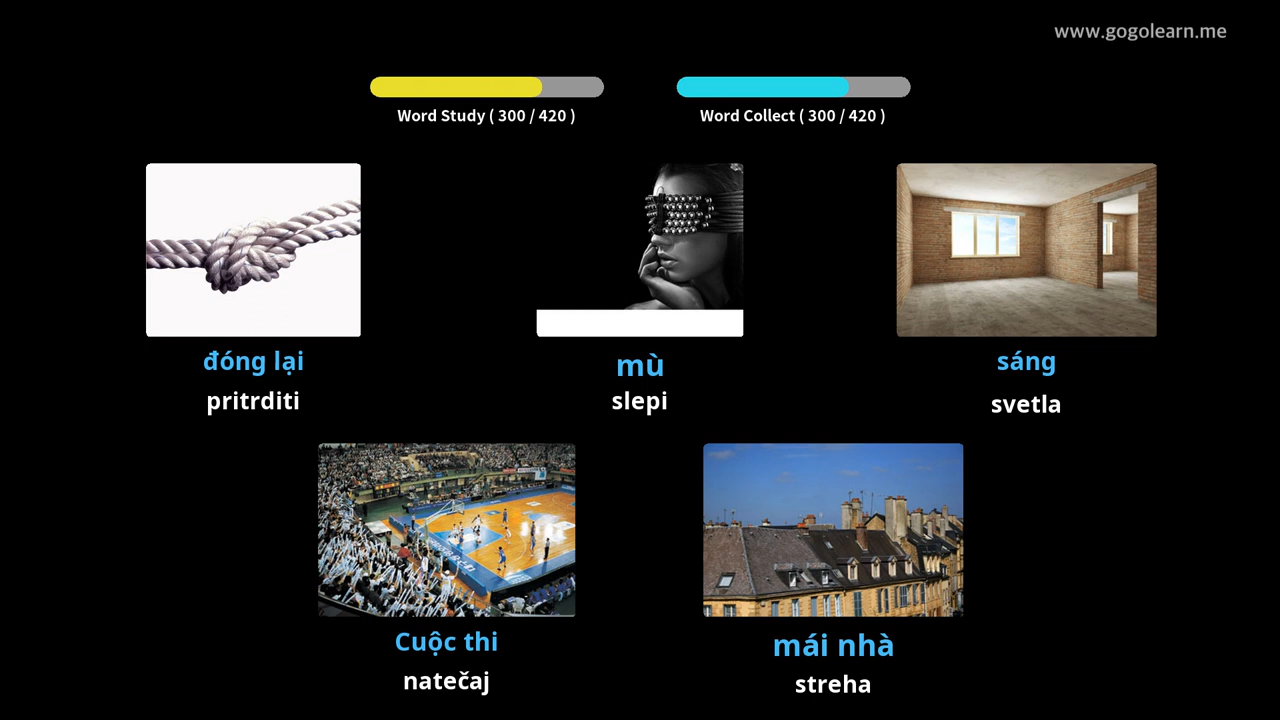 www.gogolearn.me
Word Study ( 300 / 420 )
Word Collect ( 300 / 420 )
đóng lại
pritrditi
mù
slepi
sáng
svetla
Cuộc thi
natečaj
mái nhà
streha